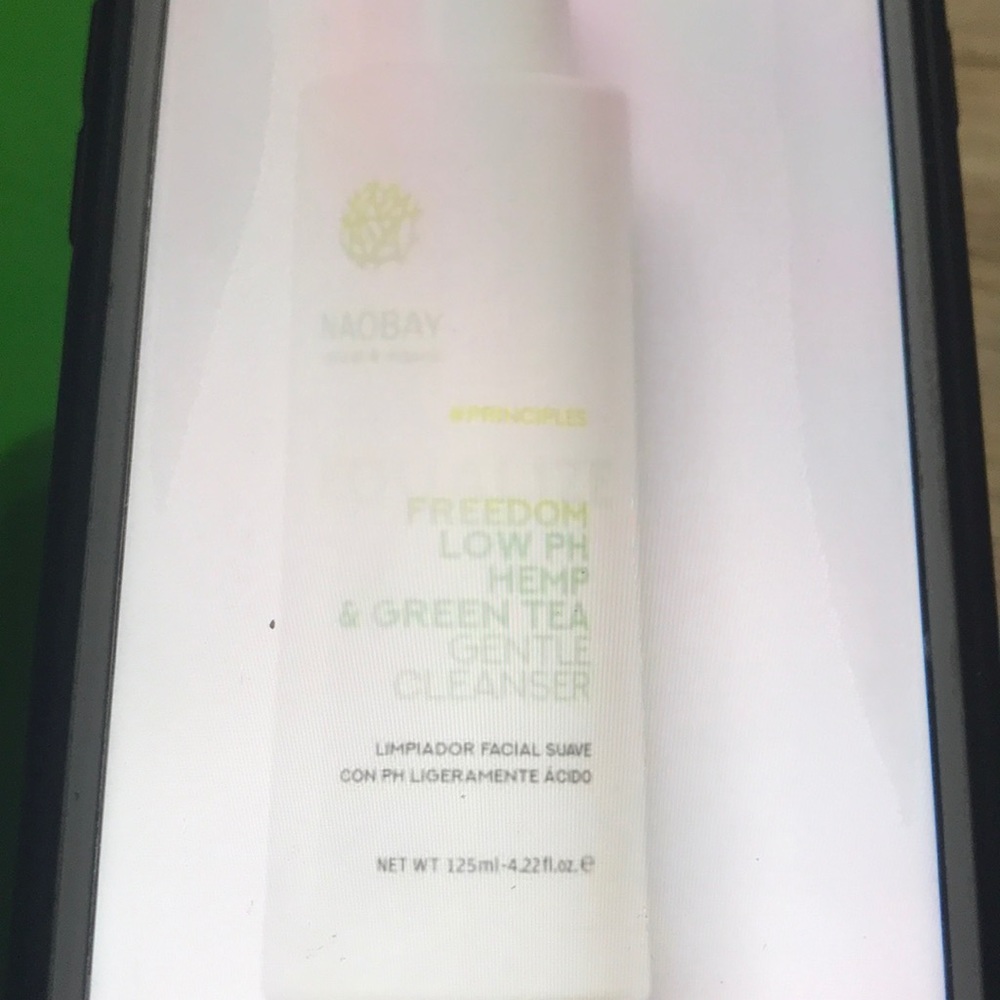 NAOBAY
#PRINCIPLES
FREEDOM
LOW PH
HEMP
& GREEN TEA
GENTLE
CLEANSER
LIMPIADOR FACIAL SUAVE
CON PH LIGERAMENTE ÁCIDO
NET WT 125ml-4.22fl.oz.e